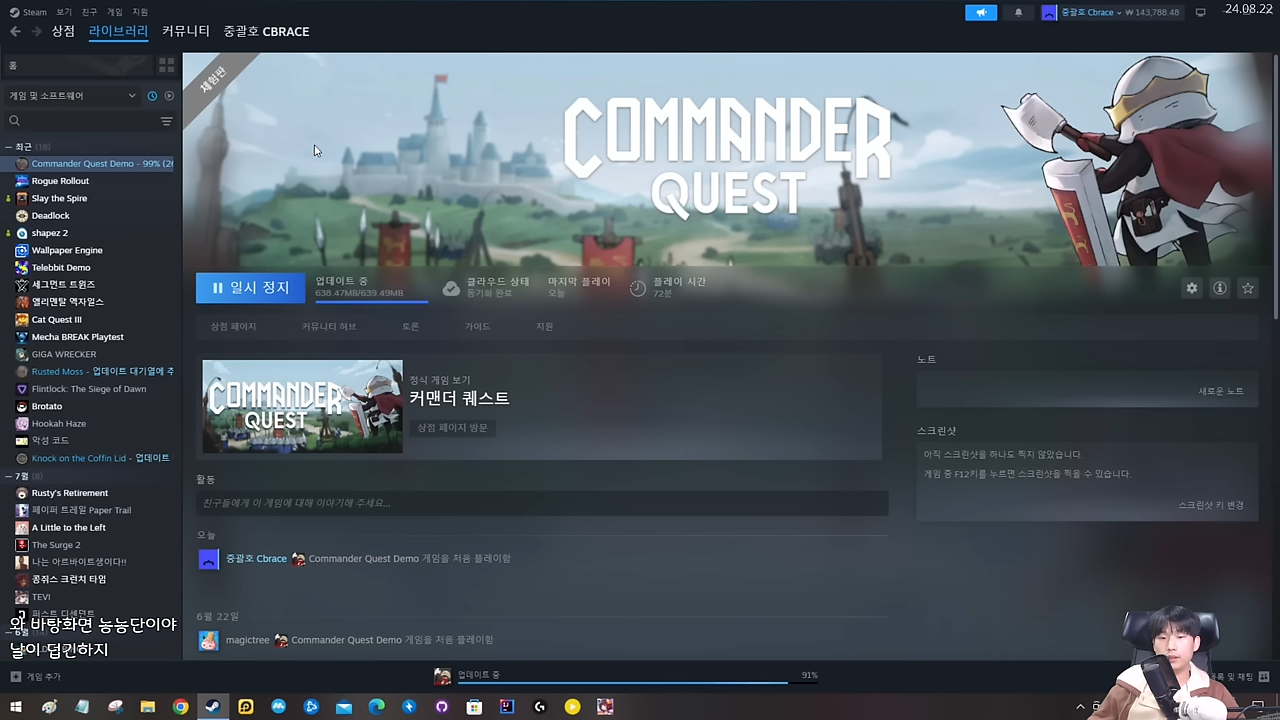 Steam 보기 친구 게임 지원
중괄호 Cbrace ₩ 143,788.48
24.08.22
상점 라이브러리 커뮤니티 중괄호 CBRACE
홈
게임 및 소프트웨어
최근 (18)
Commander Quest Demo - 99% (2(
Rogue Rollout
Slay the Spire
Deadlock
shapez 2
Wallpaper Engine
Telebbit Demo
세그먼트 트윈즈
앨리멘탈 엑자일스
Cat Quest III
Mecha BREAK Playtest
GIGA WRECKER
Rusted Moss - 업데이트 대기열에 추
Flintlock: The Siege of Dawn
Brotato
Hookah Haze
악성 코드
Knock on the Coffin Lid - 업데이트
7월 (8)
Rusty's Retirement
페이퍼 트레일 Paper Trail
A Little to the Left
The Surge 2
나는 아르바이트생이다!!
콩쥐스 크런치 타임
TEVI
퍼스트 디센던트
와 바탕화면 능능단이야
날이 덥긴하지
게임 추가
체험판
COMMANDER
QUEST
일시 정지
업데이트 중
638.47MB/639.49MB
클라우드 상태
동기화 완료
마지막 플레이
오늘
플레이 시간
72분
상점 페이지 커뮤니티 허브 토론 가이드 지원
COMMANDER
QUEST
정식 게임 보기
커맨더 퀘스트
상점 페이지 방문
노트
새로운 노트
스크린샷
아직 스크린샷을 하나도 찍지 않았습니다.
게임 중 F12키를 누르면 스크린샷을 찍을 수 있습니다.
스크린샷 키 변경
활동
친구들에게 이 게임에 대해 이야기해 주세요...
오늘
중괄호 Cbrace Commander Quest Demo 게임을 처음 플레이함
6월 22일
magictree Commander Quest Demo 게임을 처음 플레이함
업데이트 중 91%
및 채팅